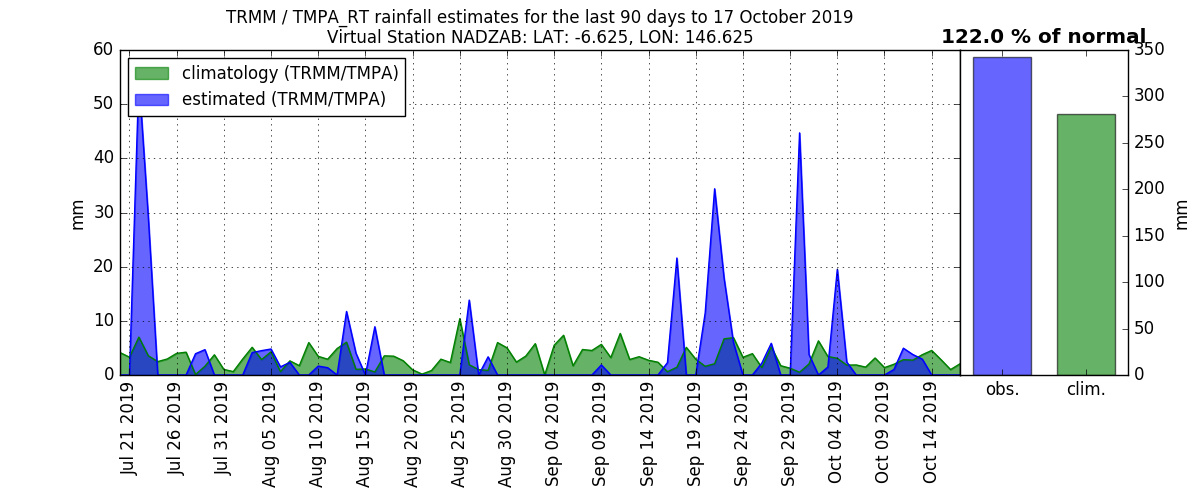 TRMM / TMPA_RT rainfall estimates for the last 90 days to 17 October 2019
Virtual Station NADZAB: LAT: -6.625, LON: 146.625
122.0 % of normal
climatology (TRMM/TMPA)
estimated (TRMM/TMPA)
60
50
40
30
20
10
0
mm
Jul 21 2019
Jul 26 2019
Jul 31 2019
Aug 05 2019
Aug 10 2019
Aug 15 2019
Aug 20 2019
Aug 25 2019
Aug 30 2019
Sep 04 2019
Sep 09 2019
Sep 14 2019
Sep 19 2019
Sep 24 2019
Sep 29 2019
Oct 04 2019
Oct 09 2019
Oct 14 2019
350
300
250
200
150
100
50
0
mm
obs.
clim.